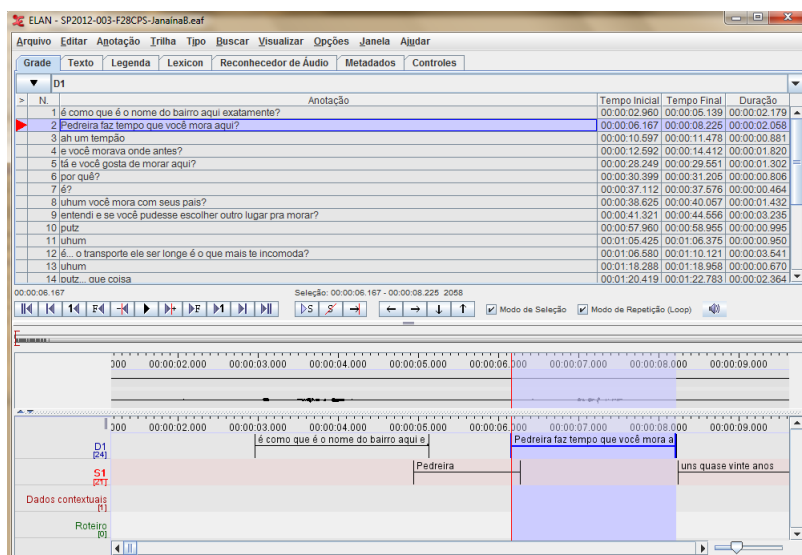 ELAN - SP2012-003-F28CPS-JanaínaB.eaf
Arquivo Editar Anotação Trilha Tipo Buscar Visualizar Opções Janela Ajudar
Grade Texto Legenda Lexicon Reconhecedor de Áudio Metadados Controles
D1
> N. Anotação Tempo Inicial Tempo Final Duração
1 é como que é o nome do bairro aqui exatamente? 00:00:02.960 00:00:05.139 00:00:02.179
2 Pedreira faz tempo que você mora aqui? 00:00:06.167 00:00:08.225 00:00:02.058
3 ah um tempão 00:00:10.597 00:00:11.478 00:00:00.881
4 e você morava onde antes? 00:00:12.592 00:00:14.412 00:00:01.820
5 tá e você gosta de morar aqui? 00:00:28.249 00:00:29.551 00:00:01.302
6 por quê? 00:00:30.399 00:00:31.205 00:00:00.806
7 é? 00:00:37.112 00:00:37.576 00:00:00.464
8 uhum você mora com seus pais? 00:00:38.625 00:00:40.057 00:00:01.432
9 entendi e se você pudesse escolher outro lugar pra morar? 00:00:41.321 00:00:44.556 00:00:03.235
10 putz 00:00:57.960 00:00:58.955 00:00:00.995
11 uhum 00:01:05.425 00:01:06.375 00:00:00.950
12 é... o transporte ele ser longe é o que mais te incomoda? 00:01:06.580 00:01:10.121 00:00:03.541
13 uhum 00:01:18.288 00:01:18.958 00:00:00.670
14 putz... que coisa 00:01:20.419 00:01:22.783 00:00:02.364
00:00:06.167 Seleção: 00:00:06.167 - 00:00:08.225 2058
1 F F 1 S S Modo de Seleção Modo de Repetição (Loop)
000 00:00:02.000 00:00:03.000 00:00:04.000 00:00:05.000 00:00:06.000 00:00:07.000 00:00:08.000 00:00:09.000
000 00:00:02.000 00:00:03.000 00:00:04.000 00:00:05.000 00:00:06.000 00:00:07.000 00:00:08.000 00:00:09.000
D1 é como que é o nome do bairro aqui e Pedreira faz tempo que você mora a
[24]
S1 Pedreira uns quase vinte anos
[21]
Dados contextuais
[1]
Roteiro
[0]